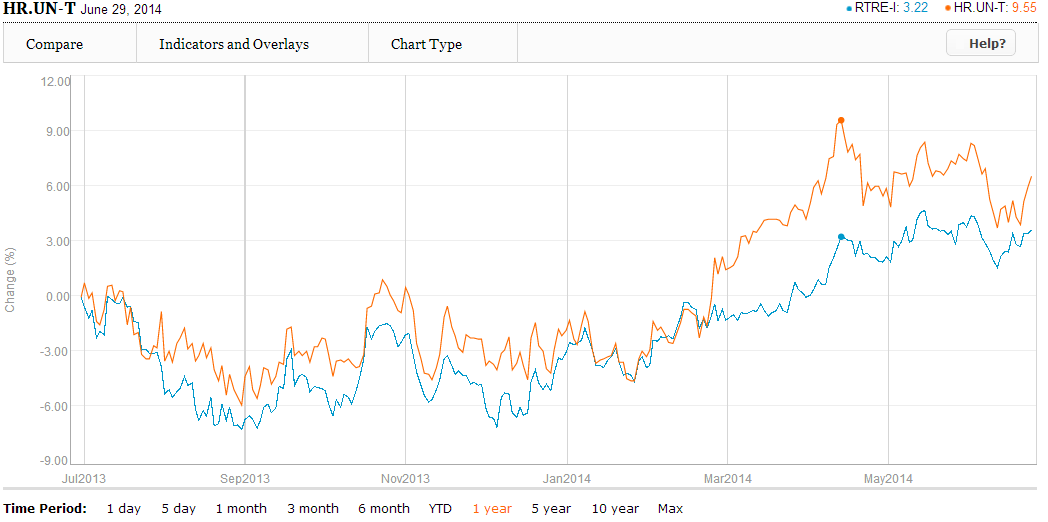 HR.UN-T June 29, 2014 RTRE-I: 3.22 HR.UN-T: 9.55
Compare Indicators and Overlays Chart Type Help?
12.00
9.00
6.00
3.00
0.00
-3.00
-6.00
-9.00
Change (%)
Jul2013 Sep2013 Nov2013 Jan2014 Mar2014 May2014
Time Period: 1 day 5 day 1 month 3 month 6 month YTD 1 year 5 year 10 year Max